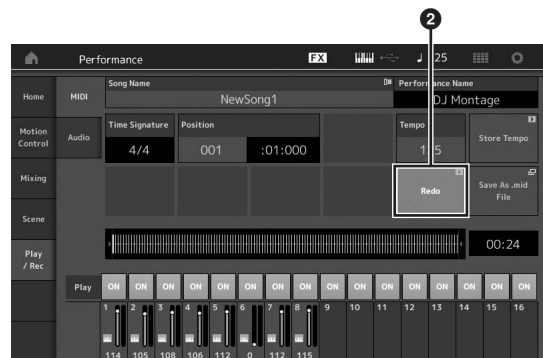 2
Performance FX 25
Home MIDI Song Name NewSong1 Performance Name DJ Montage
Motion Control Audio Time Signature 4/4 Position 001 :01:000 Tempo Store Tempo
Mixing Redo Save As .mid File
Scene
Play / Rec 00:24
Play ON ON ON ON ON ON ON ON ON ON ON ON ON ON ON ON
1 2 3 4 5 6 7 8 9 10 11 12 13 14 15 16
114 105 108 106 112 0 112 115